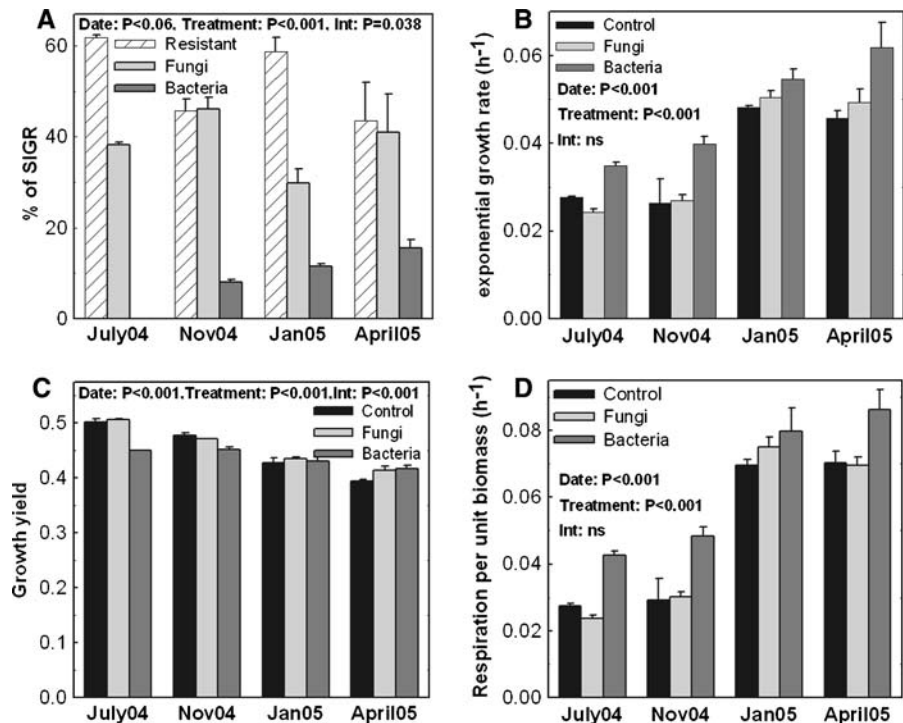 A
Date: P<0.06, Treatment: P<0.001, Int: P=0.038
Resistant
Fungi
Bacteria
60
40
20
0
% of SIGR
July04 Nov04 Jan05 April05
B
Control
Fungi
Bacteria
Date: P<0.001
Treatment: P<0.001
Int: ns
0.06
0.04
0.02
0.00
exponential growth rate (h-1)
July04 Nov04 Jan05 April05
C
Date: P<0.001,Treatment: P<0.001,Int: P<0.001
Control
Fungi
Bacteria
0.5
0.4
0.3
0.2
0.1
0.0
Growth yield
July04 Nov04 Jan05 April05
D
Control
Fungi
Bacteria
Date: P<0.001
Treatment: P<0.001
Int: ns
0.08
0.06
0.04
0.02
0.00
Respiration per unit biomass (h-1)
July04 Nov04 Jan05 April05